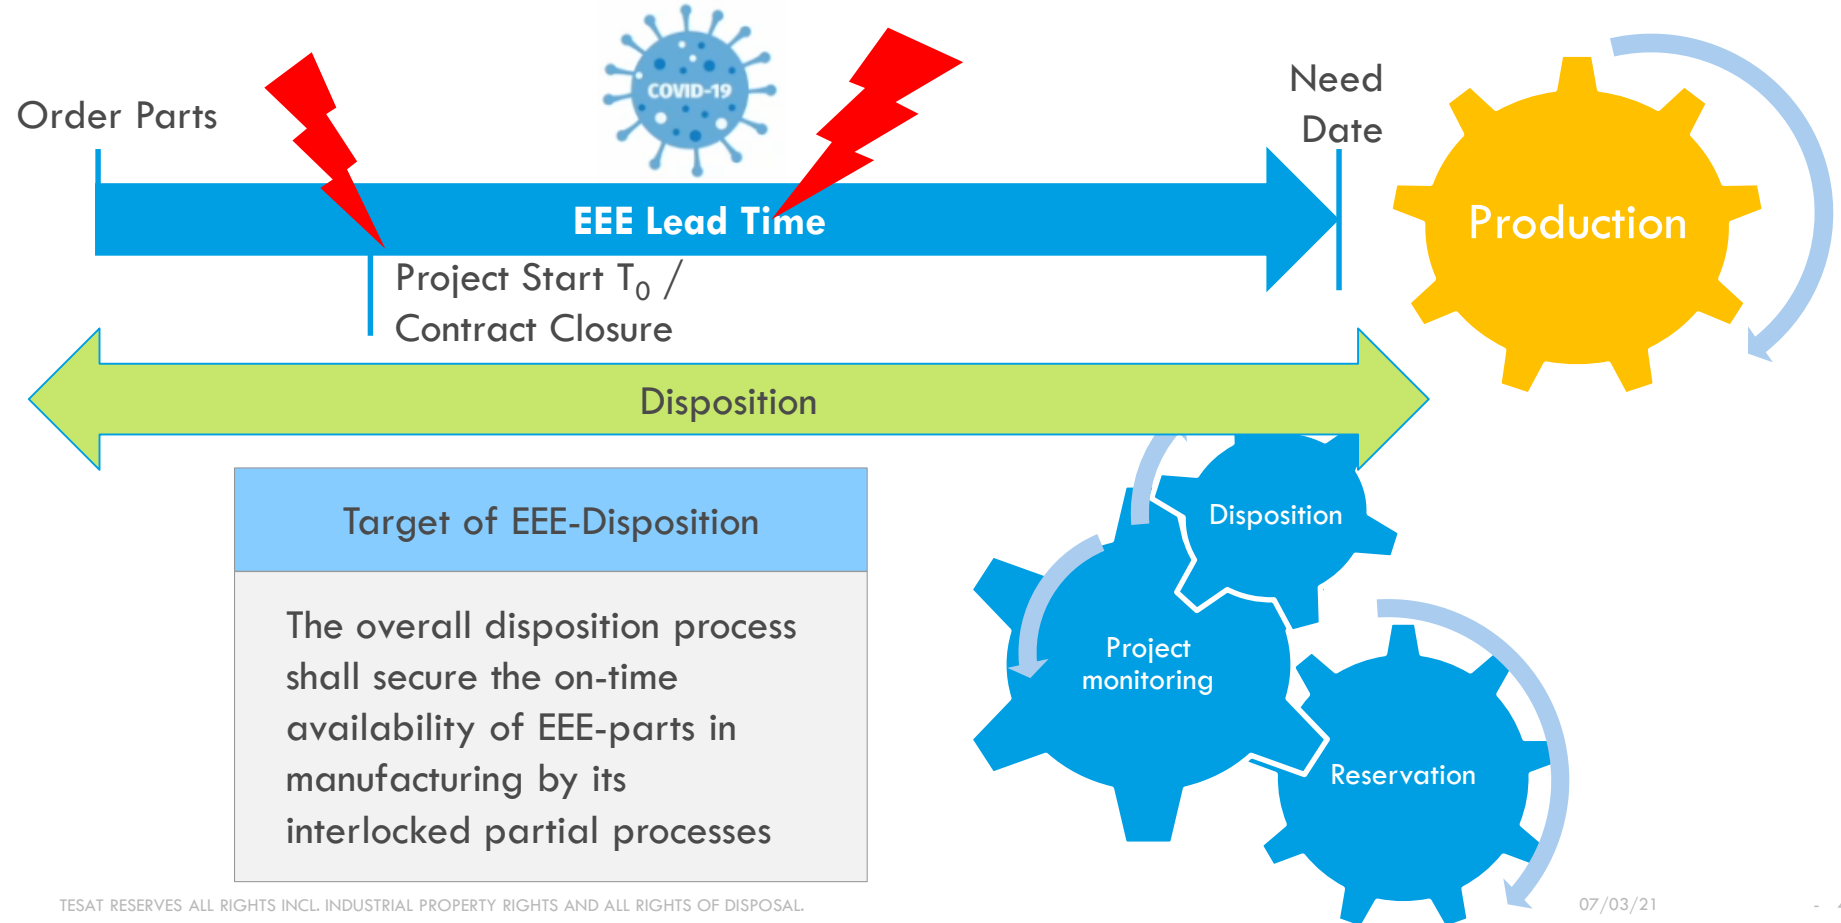 Order Parts
COVID-19
Need
Date
EEE Lead Time
Production
Project Start T₀ /
Contract Closure
Disposition
Target of EEE-Disposition
The overall disposition process
shall secure the on-time
availability of EEE-parts in
manufacturing by its
interlocked partial processes
Disposition
Project
monitoring
Reservation
TESAT RESERVES ALL RIGHTS INCL. INDUSTRIAL PROPERTY RIGHTS AND ALL RIGHTS OF DISPOSAL.
07/03/21
-